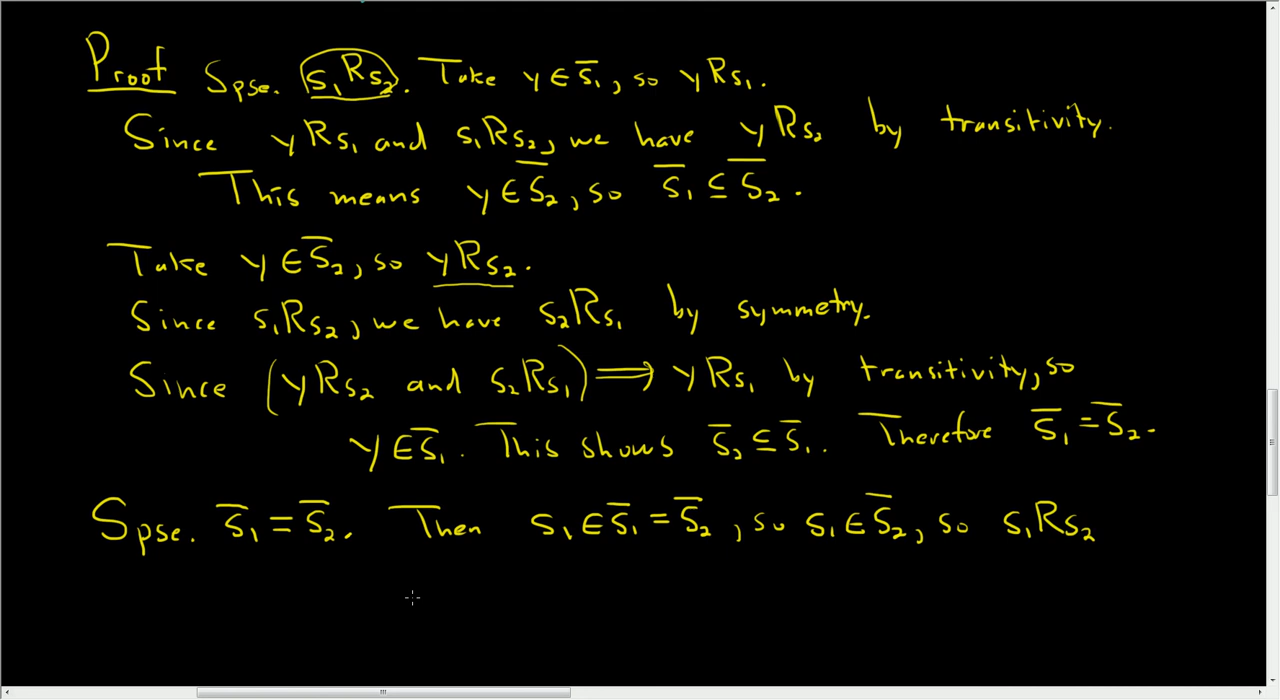 Proof Spse. s₁Rs₂. Take y ∈ s̅₁, so yRs₁.
Since yRs₁ and s₁Rs₂, we have yRs₂ by transitivity.
This means y ∈ s̅₂, so s̅₁ ⊆ s̅₂.
Take y ∈ s̅₂, so yRs₂.
Since s₁Rs₂, we have s₂Rs₁ by symmetry.
Since (yRs₂ and s₂Rs₁) ⟹ yRs₁ by transitivity, so
y ∈ s̅₁. This shows s̅₂ ⊆ s̅₁. Therefore s̅₁ = s̅₂.
Spse. s̅₁ = s̅₂. Then s₁ ∈ s̅₁ = s̅₂, so s₁ ∈ s̅₂, so s₁Rs₂